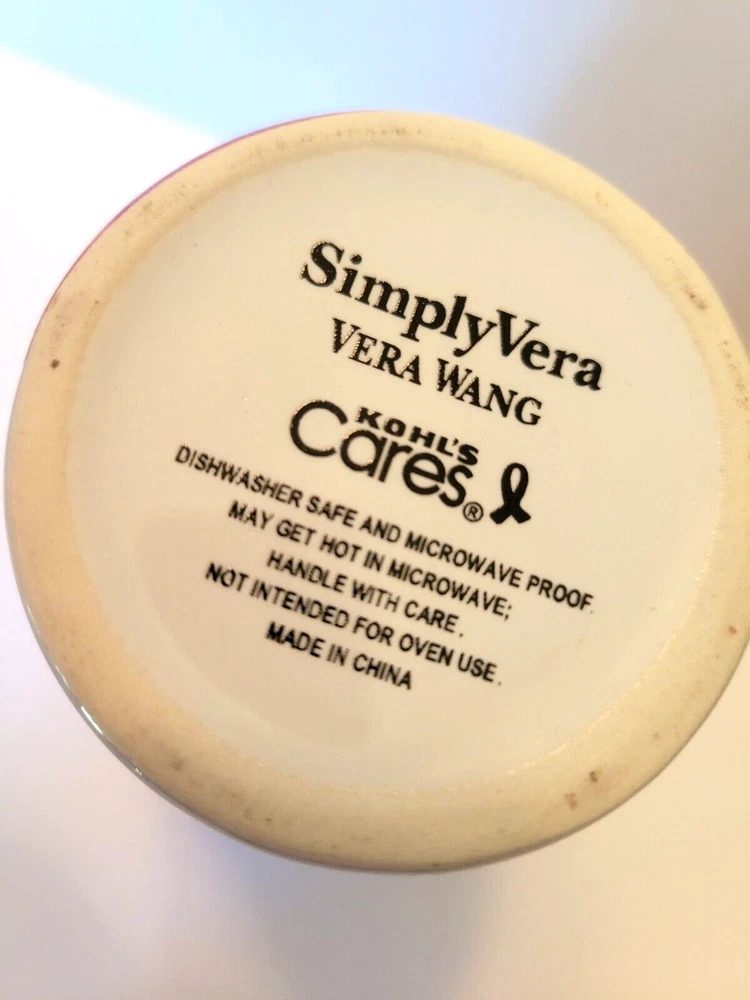 SimplyVera
VERA WANG
KOHL'S
Cares®
DISHWASHER SAFE AND MICROWAVE PROOF.
MAY GET HOT IN MICROWAVE;
HANDLE WITH CARE.
NOT INTENDED FOR OVEN USE.
MADE IN CHINA